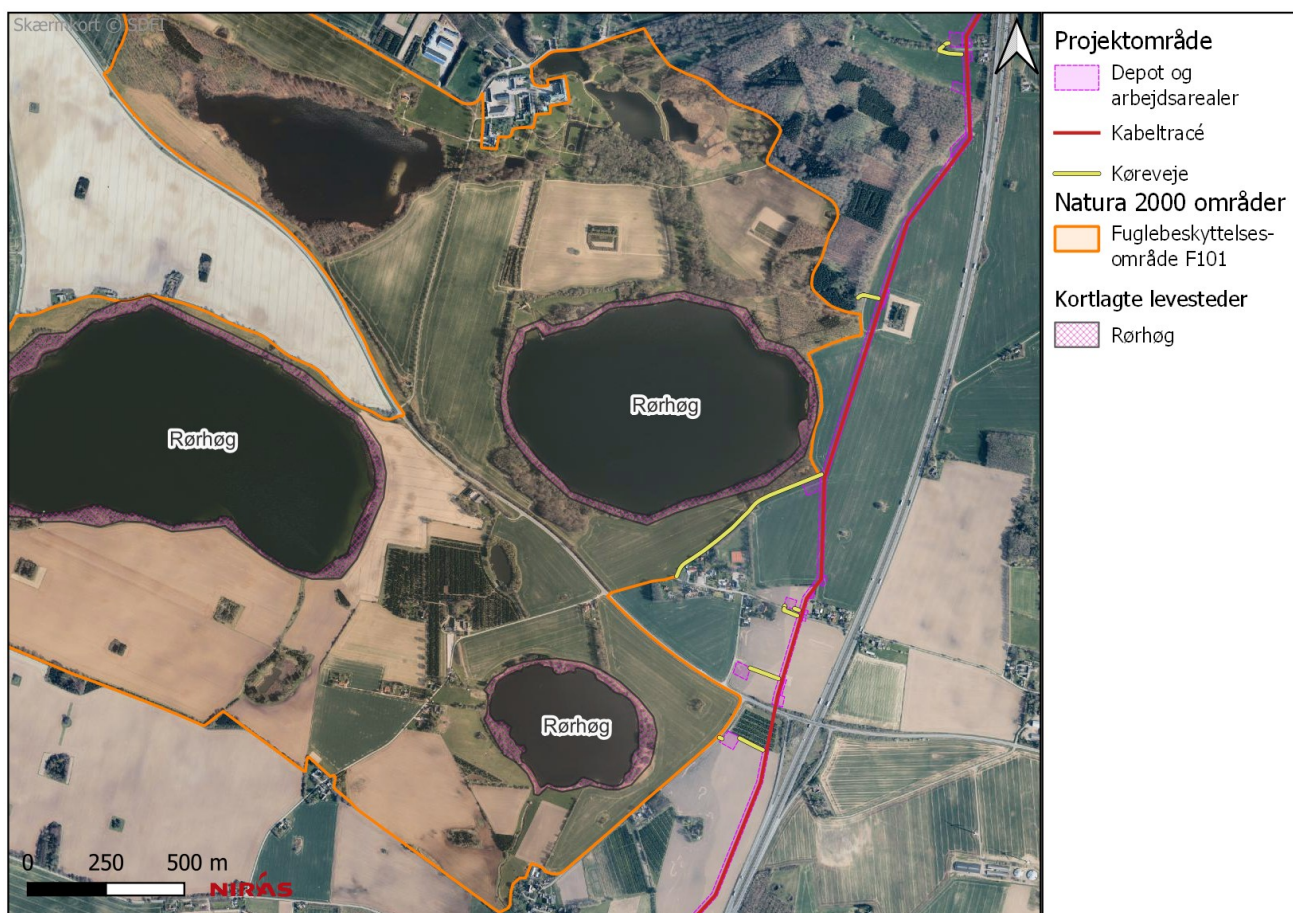 Skærmkort © SDFI
Rørhøg
Rørhøg
Rørhøg
0 250 500 m
NIRAS
Projektområde
Depot og
arbejdsarealer
Kabeltracé
Køreveje
Natura 2000 områder
Fuglebeskyttelses-
område F101
Kortlagte levesteder
Rørhøg